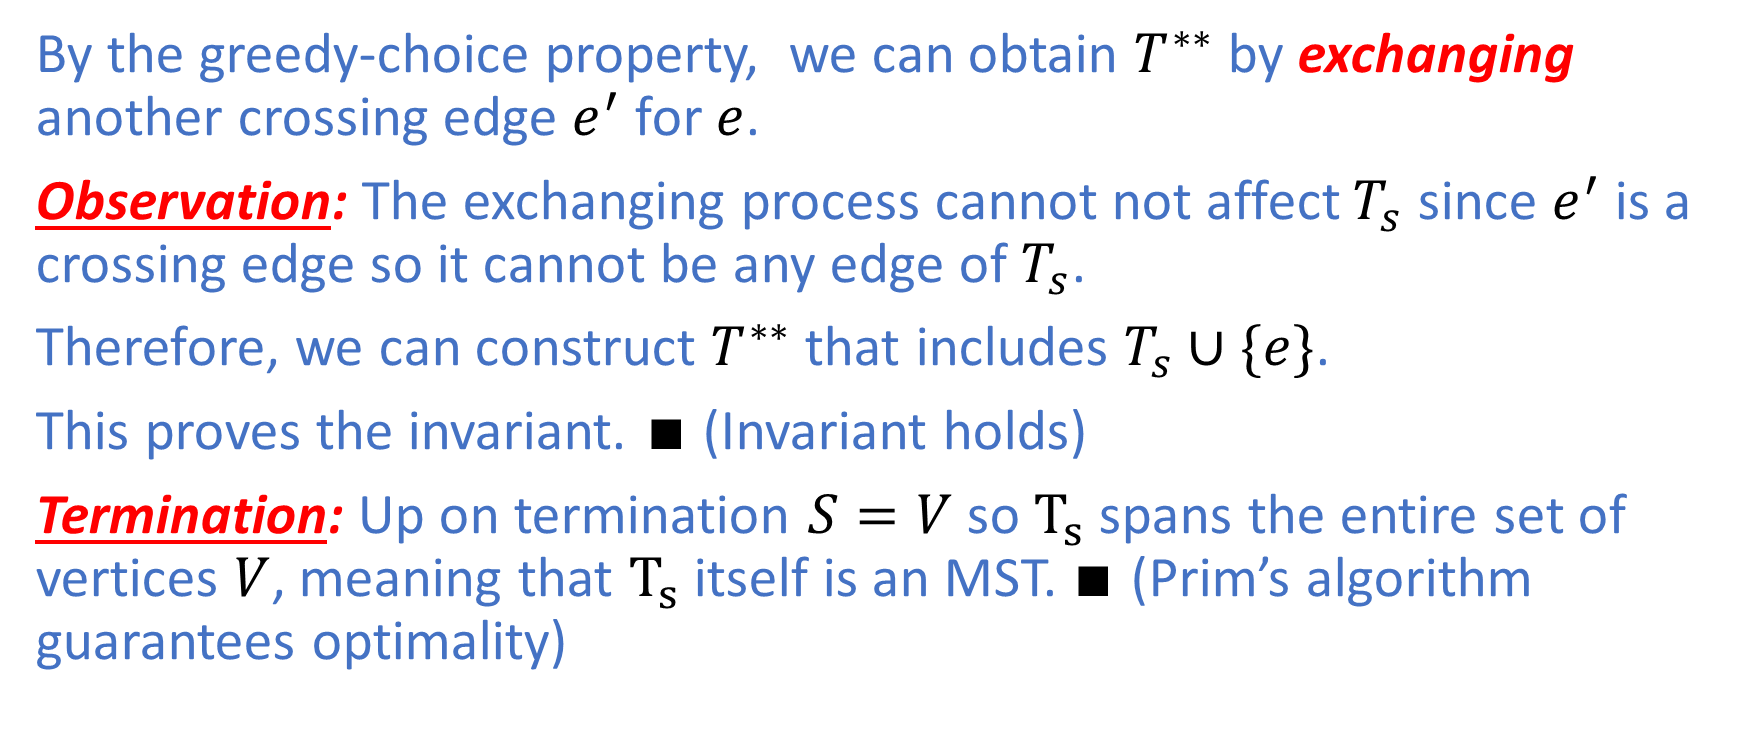 By the greedy-choice property,  we can obtain T** by exchanging
another crossing edge e′ for e.
Observation: The exchanging process cannot not affect Tₛ since e′ is a
crossing edge so it cannot be any edge of Tₛ.
Therefore, we can construct T** that includes Tₛ ∪ {e}.
This proves the invariant. ■ (Invariant holds)
Termination: Up on termination S = V so Tₛ spans the entire set of
vertices V, meaning that Tₛ itself is an MST. ■ (Prim’s algorithm
guarantees optimality)